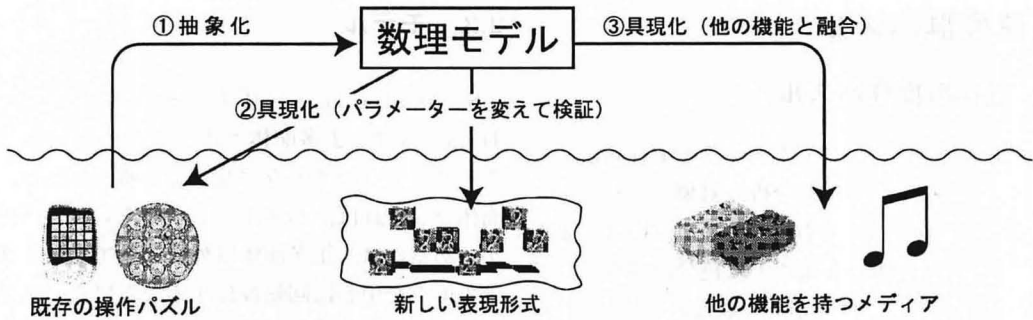 ①抽象化
数理モデル
③具現化(他の機能と融合)
②具現化(パラメーターを変えて検証)
既存の操作パズル
新しい表現形式
他の機能を持つメディア